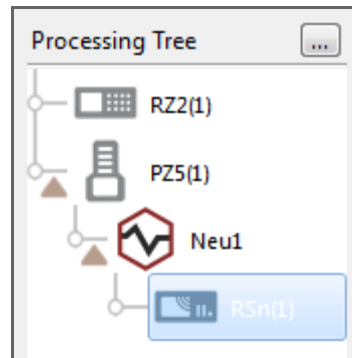 Processing Tree ...
RZ2(1)
PZ5(1)
Neu1
RSn(1)